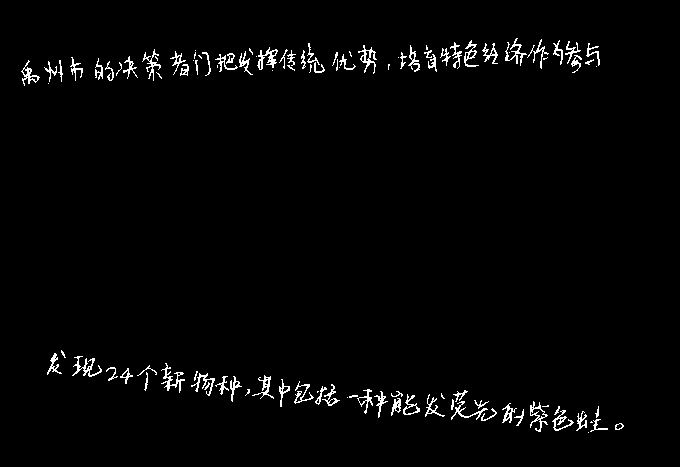 禹州市的决策者们把发挥传统优势,培育特色经济作为参与
发现24个新物种,其中包括一种能发荧光的紫色蛙。